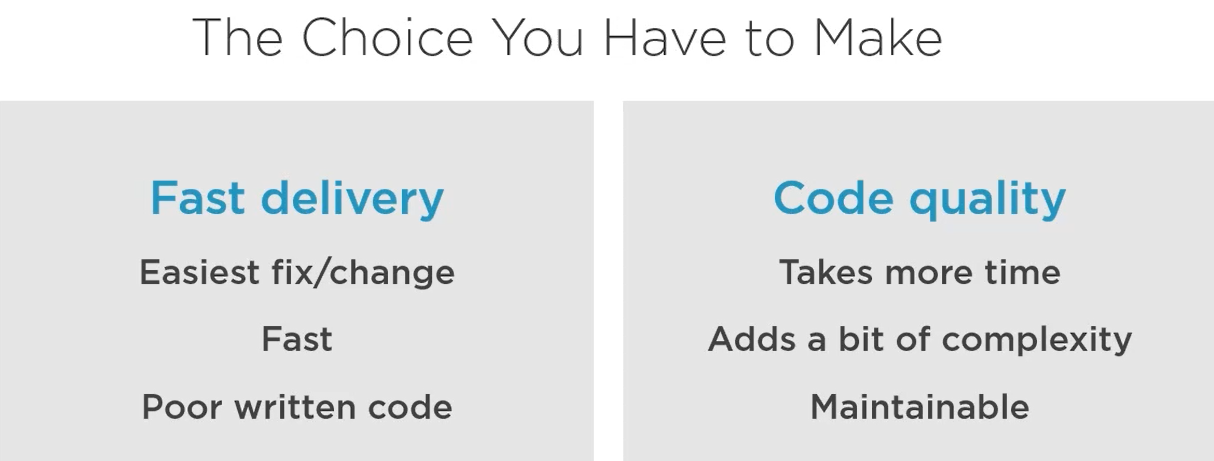 The Choice You Have to Make
Fast delivery
Easiest fix/change
Fast
Poor written code
Code quality
Takes more time
Adds a bit of complexity
Maintainable